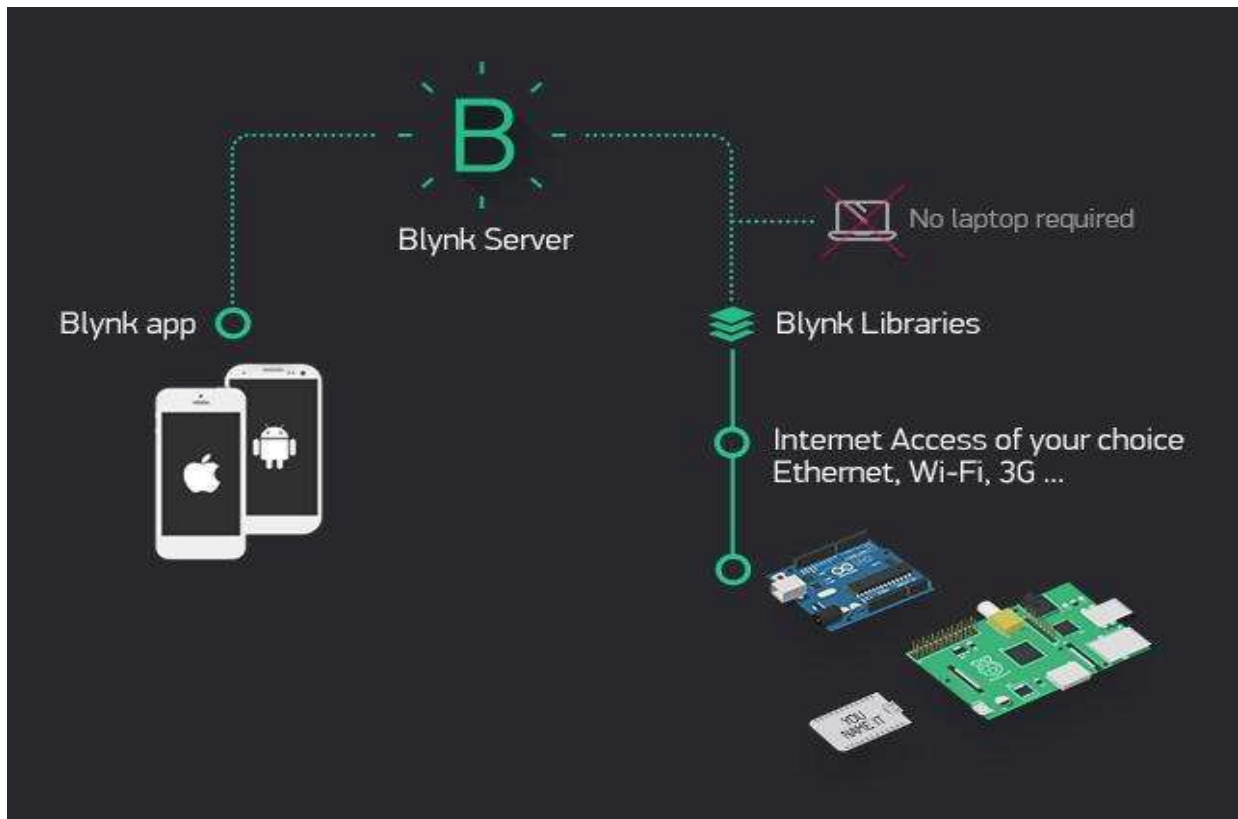 B
Blynk Server
No laptop required
Blynk app
Blynk Libraries
Internet Access of your choice
Ethernet, Wi-Fi, 3G ...
YOU
NAME IT